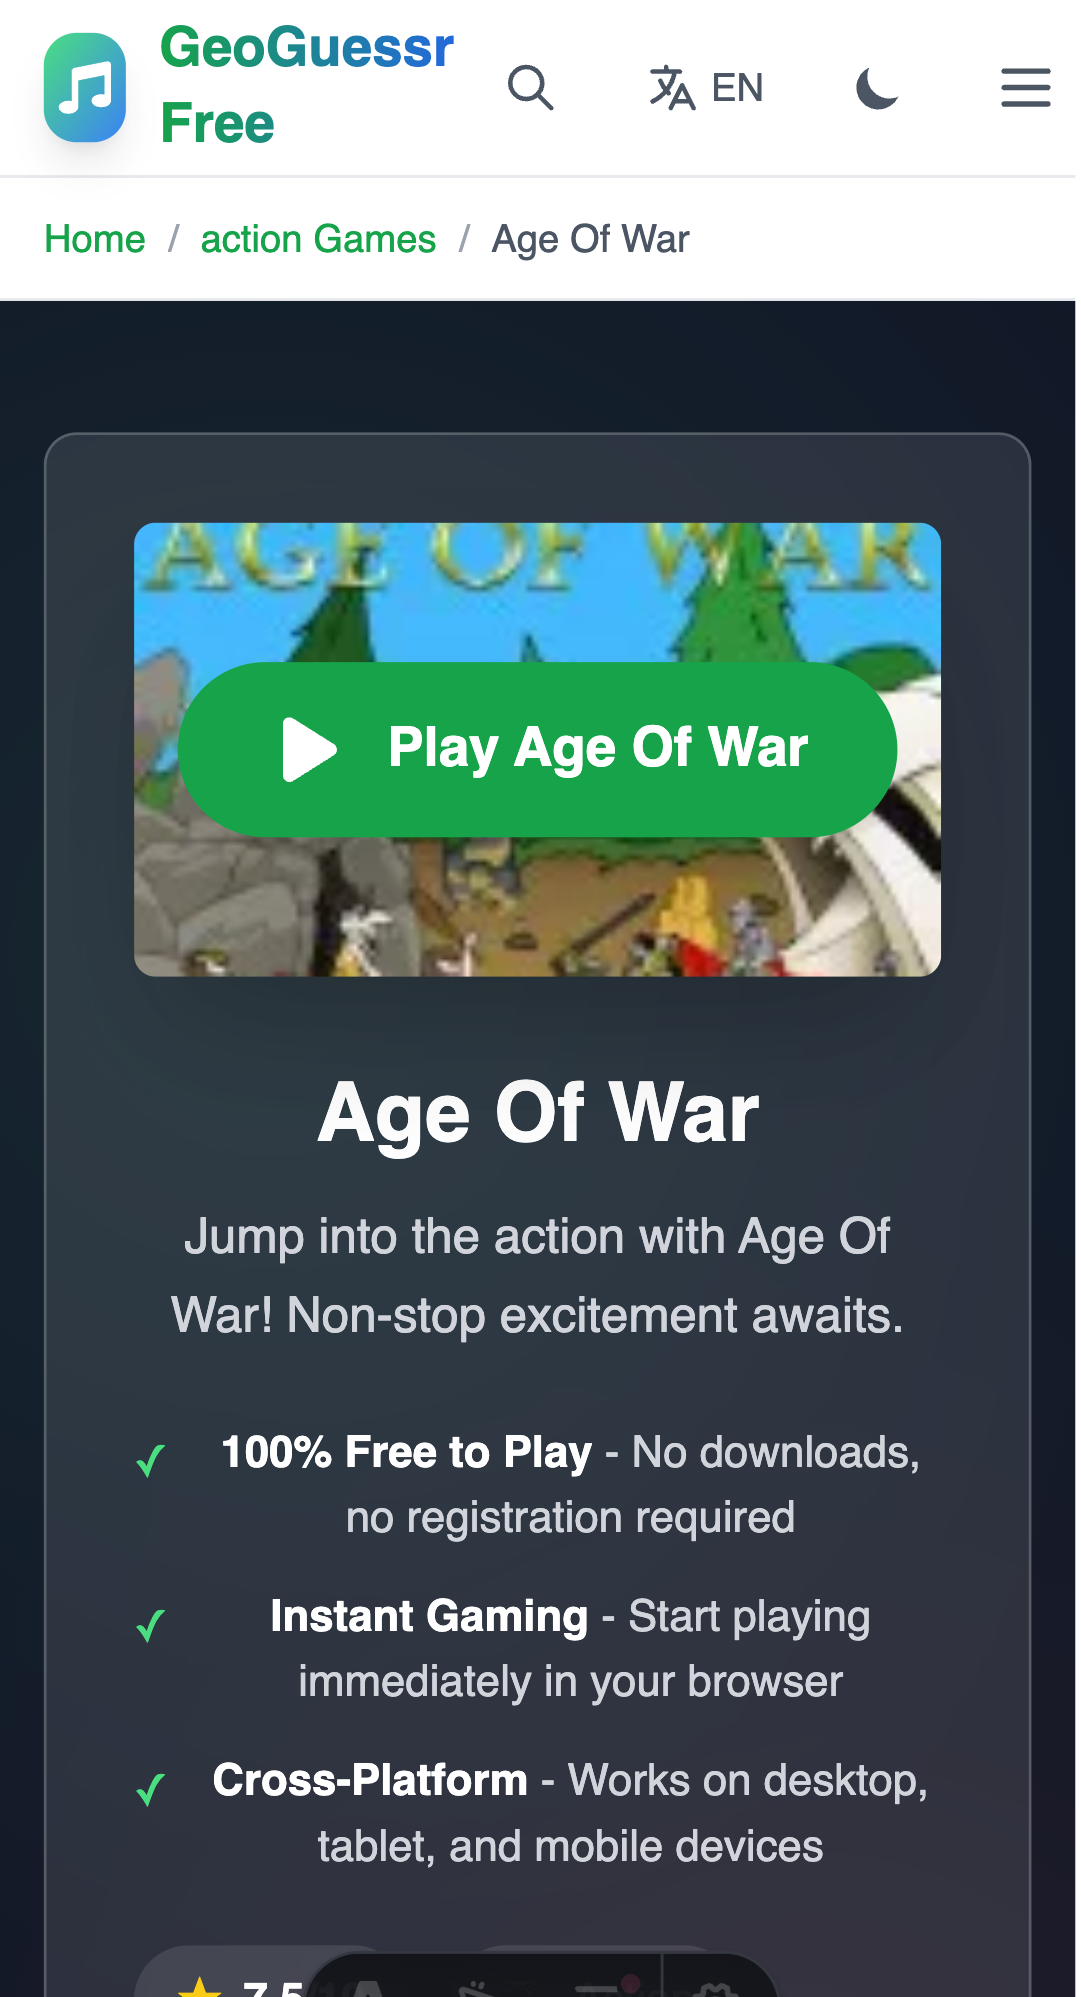 GeoGuessr
Free
EN
Home / action Games / Age Of War
AGE OF WAR
Play Age Of War
Age Of War
Jump into the action with Age Of
War! Non-stop excitement awaits.
✓ 100% Free to Play - No downloads,
no registration required
✓ Instant Gaming - Start playing
immediately in your browser
✓ Cross-Platform - Works on desktop,
tablet, and mobile devices
7.5